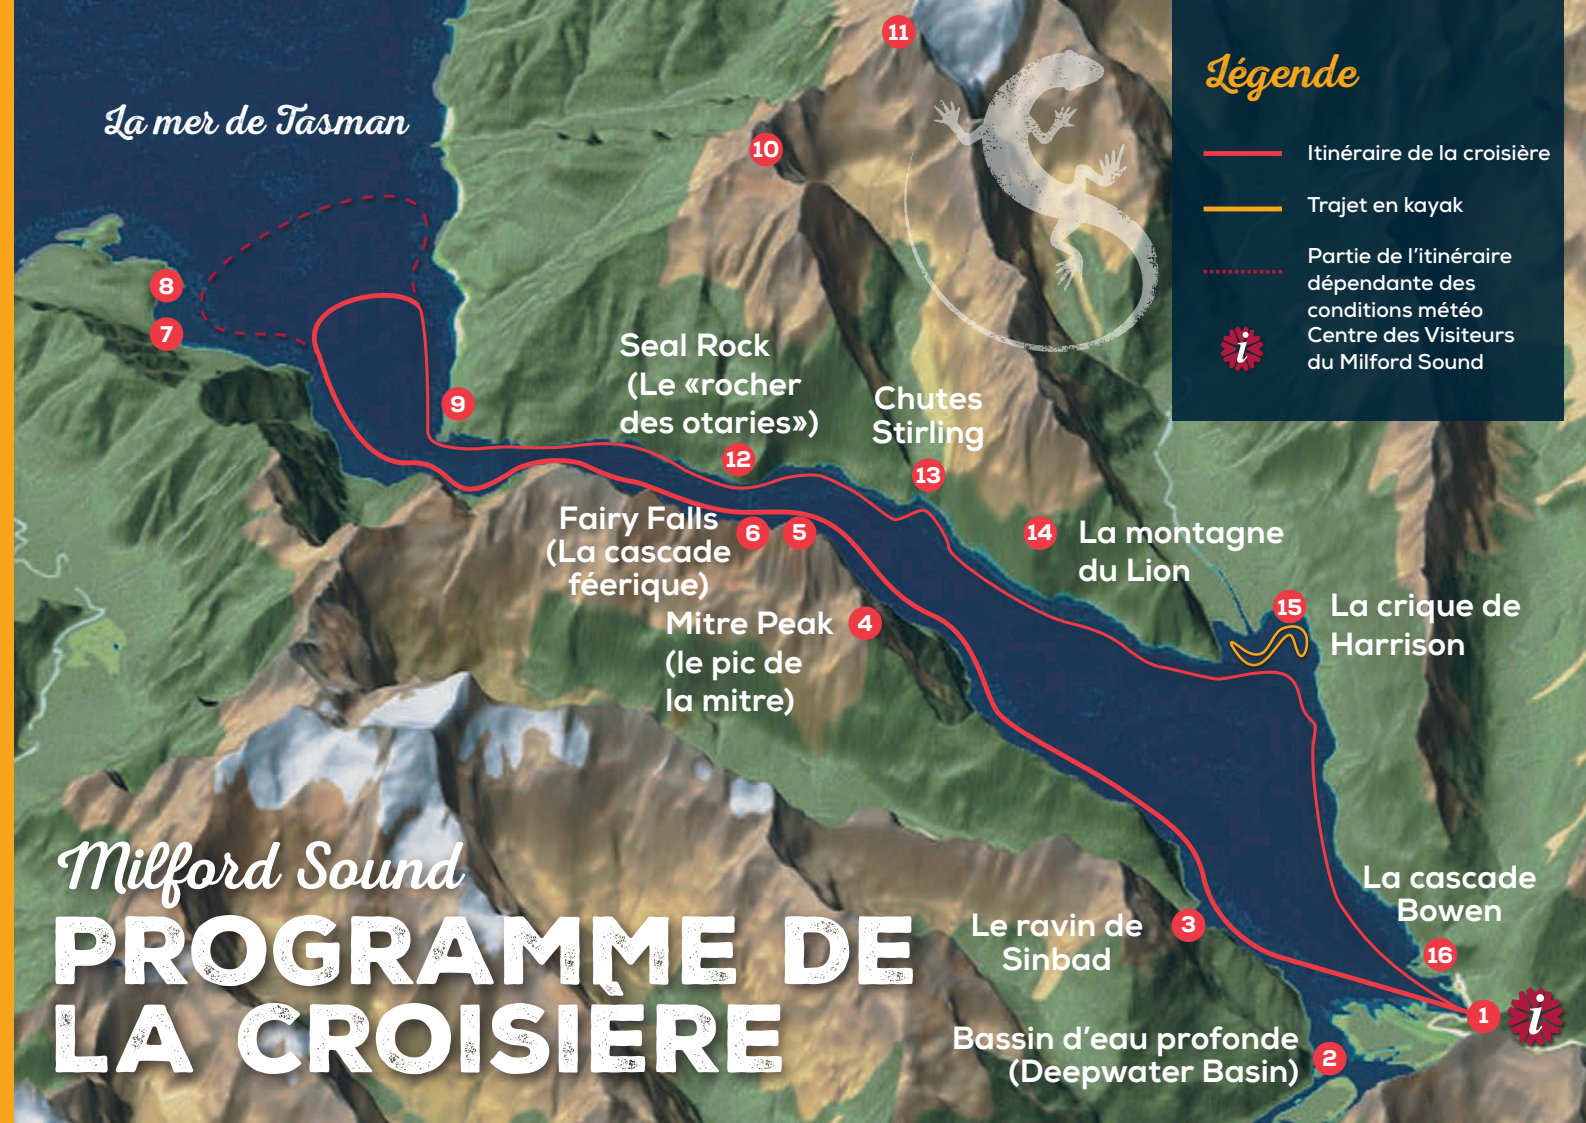 11
Légende
Itinéraire de la croisière
Trajet en kayak
Partie de l'itinéraire
dépendante des
conditions météo
i
Centre des Visiteurs
du Milford Sound
La mer de Tasman
10
8
7
9
Seal Rock
(Le «rocher
des otaries»)
12
Chutes
Stirling
13
Fairy Falls
(La cascade
féerique)
6
5
14
La montagne
du Lion
Mitre Peak
(le pic de
la mitre)
4
15
La crique de
Harrison
Milford Sound
PROGRAMME DE
LA CROISIÈRE
Le ravin de
Sinbad
3
La cascade
Bowen
16
1
i
Bassin d'eau profonde
(Deepwater Basin)
2